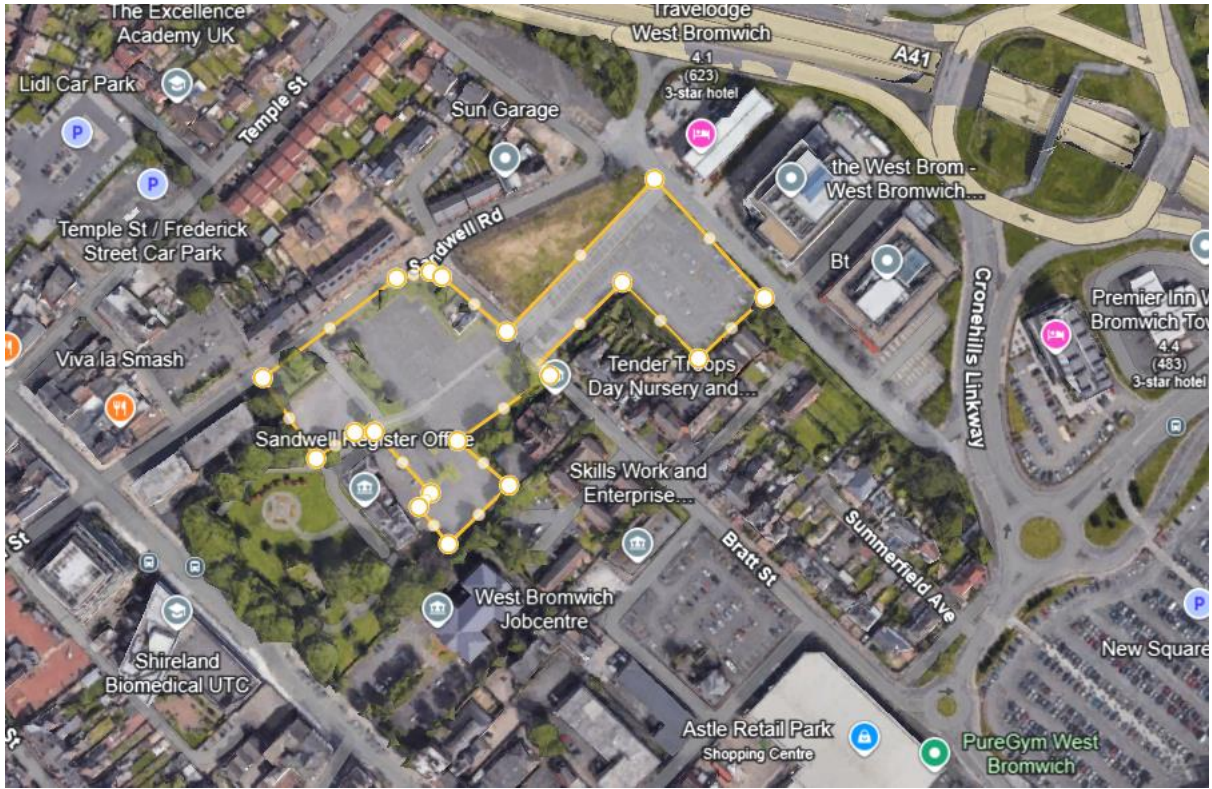 The Excellence
Academy UK
Travelodge
West Bromwich
4.1
(623)
3-star hotel
A41
Lidl Car Park
P
Temple St
Sun Garage
P
the West Brom -
West Bromwich...
Temple St / Frederick
Street Car Park
Sandwell Rd
Bt
Cronehills Linkway
Premier Inn W
Bromwich Tow
4.4
(483)
3-star hotel
Viva la Smash
Tender Troops
Day Nursery and...
Sandwell Register Office
Skills Work and
Enterprise...
St
Bratt St
Summerfield Ave
West Bromwich
Jobcentre
P
New Square
Shireland
Biomedical UTC
St
Astle Retail Park
Shopping Centre
PureGym West
Bromwich